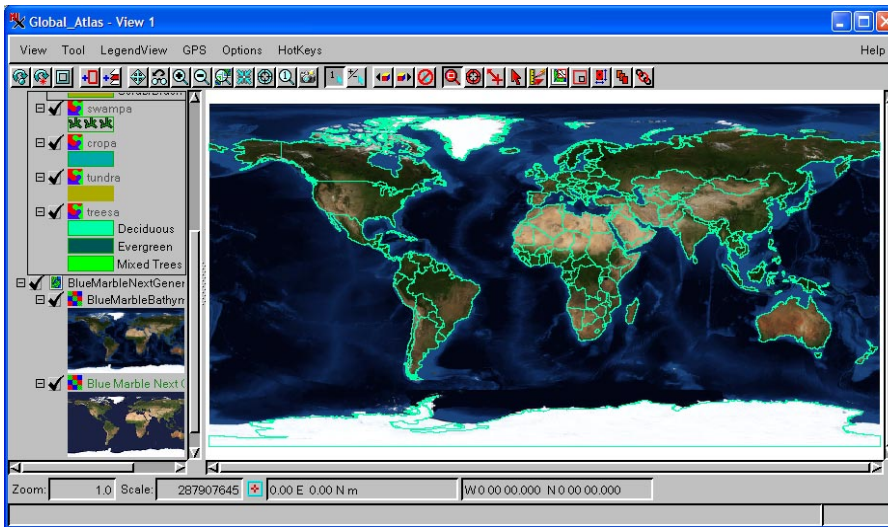 Global_Atlas - View 1
View Tool LegendView GPS Options HotKeys Help
swampa
cropa
tundra
treesa
Deciduous
Evergreen
Mixed Trees
BlueMarbleNextGener
BlueMarbleBathym
Blue Marble Next G
Zoom: 1.0 Scale: 287907645 0.00 E 0.00 N m W 0 00 00.000 N 0 00 00.000